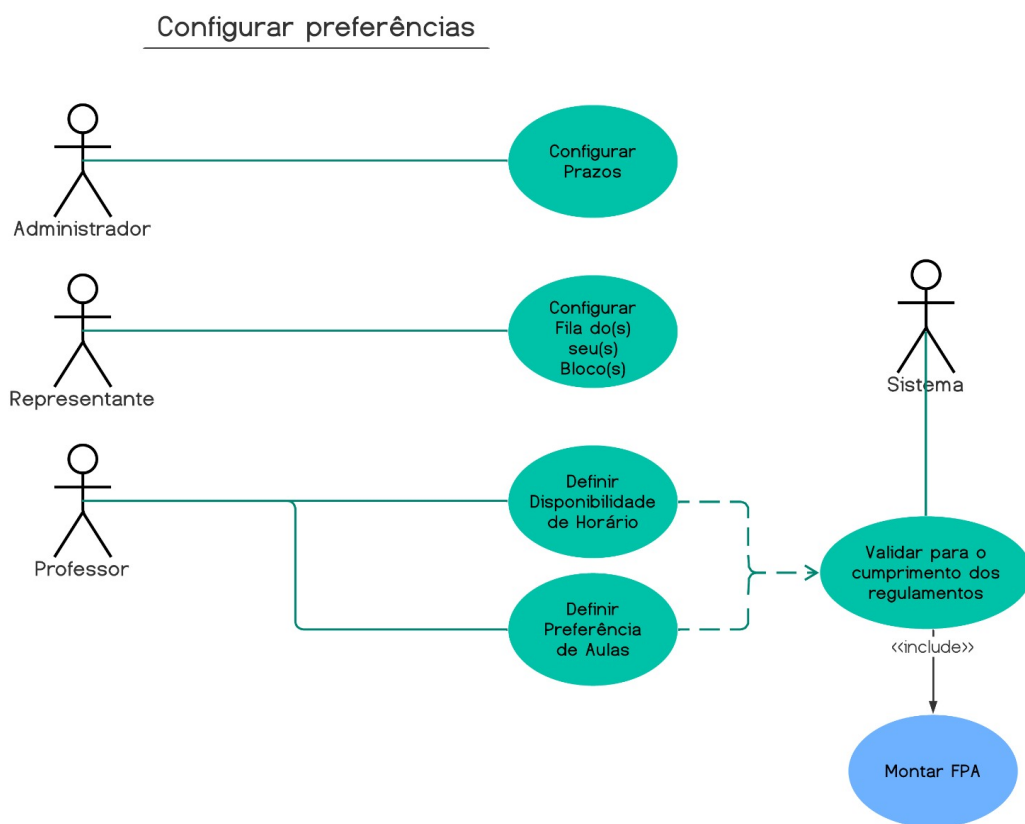 Configurar preferências
Configurar
Prazos
Administrador
Configurar
Fila do(s)
seu(s)
Bloco(s)
Representante
Sistema
Definir
Disponibilidade
de Horário
Professor
Validar para o
cumprimento dos
regulamentos
Definir
Preferência
de Aulas
<<include>>
Montar FPA